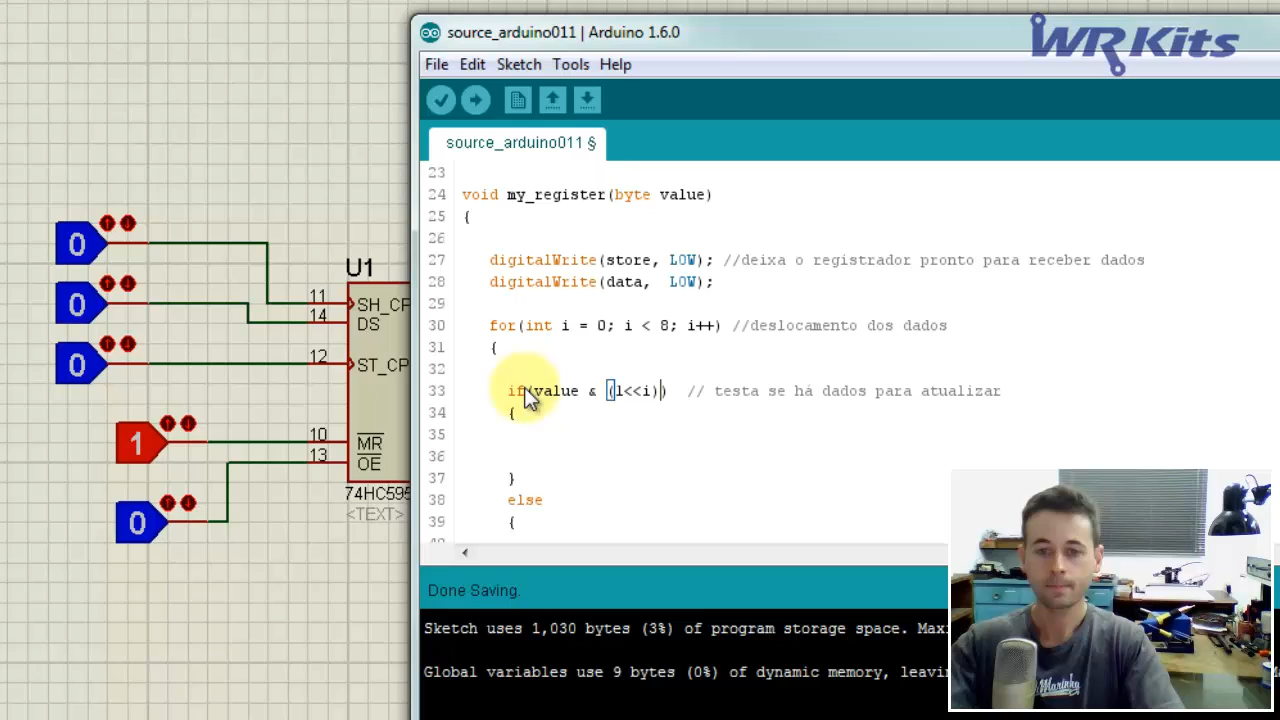 source_arduino011 | Arduino 1.6.0
WR Kits
File Edit Sketch Tools Help
source_arduino011 §
23
24 void my_register(byte value)
25 {
26
27 digitalWrite(store, LOW); //deixa o registrador pronto para receber dados
28 digitalWrite(data, LOW);
29
30 for(int i = 0; i < 8; i++) //deslocamento dos dados
31 {
32
33 if(value & (1<<i)) // testa se há dados para atualizar
34 {
35
36
37 }
38 else
39 {
Done Saving.
Sketch uses 1,030 bytes (3%) of program storage space.
Global variables use 9 bytes (0%) of dynamic memory,
0
0
0
1
0
U1
11 SH_CP
14 DS
12 ST_CP
10 MR
13 OE
74HC595
<TEXT>
Marinha